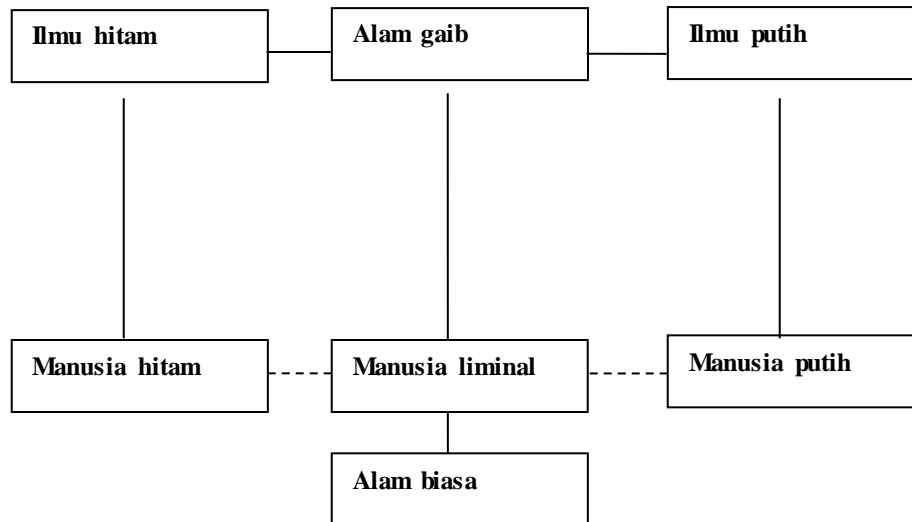 Ilmu hitam
Alam gaib
Ilmu putih
Manusia hitam
Manusia liminal
Manusia putih
Alam biasa